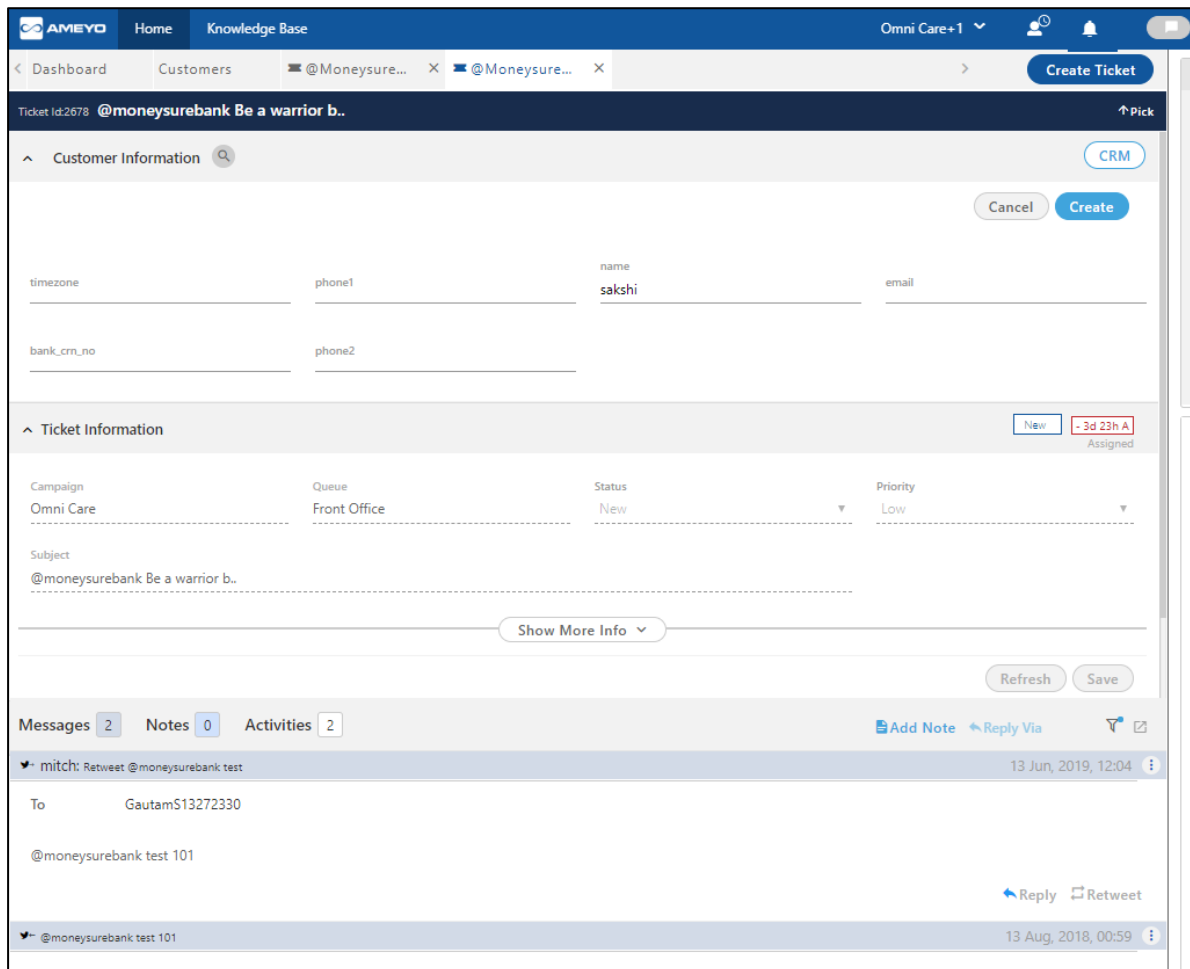 AMEYO Home Knowledge Base Omni Care+1
Dashboard Customers @Moneysure... @Moneysure... Create Ticket
Ticket Id:2678 @moneysurebank Be a warrior b.. Pick
Customer Information CRM
Cancel Create
timezone phone1 name email
sakshi
bank_crn_no phone2
Ticket Information New - 3d 23h A
Assigned
Campaign Queue Status Priority
Omni Care Front Office New Low
Subject
@moneysurebank Be a warrior b..
Show More Info
Refresh Save
Messages 2 Notes 0 Activities 2 Add Note Reply Via
mitch: Retweet @moneysurebank test 13 Jun, 2019, 12:04
To GautamS13272330
@moneysurebank test 101
Reply Retweet
@moneysurebank test 101 13 Aug, 2018, 00:59